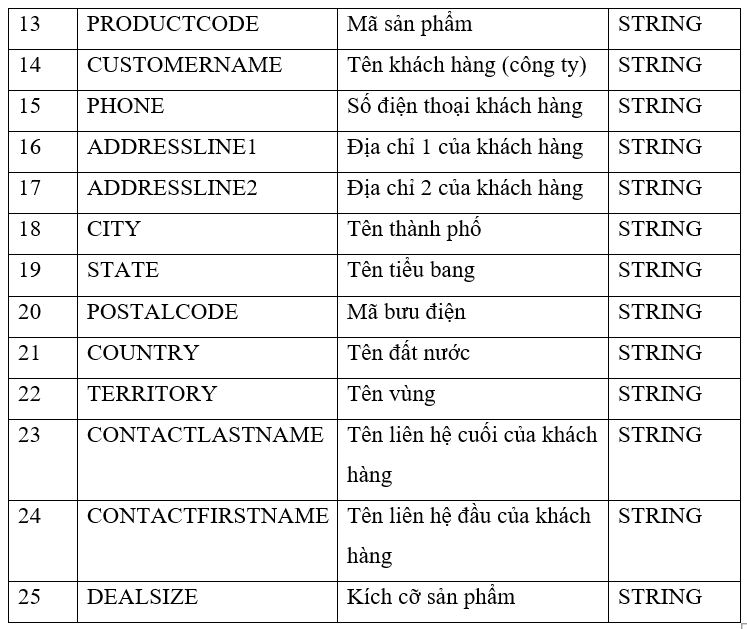 13 PRODUCTCODE Mã sản phẩm STRING
14 CUSTOMERNAME Tên khách hàng (công ty) STRING
15 PHONE Số điện thoại khách hàng STRING
16 ADDRESSLINE1 Địa chỉ 1 của khách hàng STRING
17 ADDRESSLINE2 Địa chỉ 2 của khách hàng STRING
18 CITY Tên thành phố STRING
19 STATE Tên tiểu bang STRING
20 POSTALCODE Mã bưu điện STRING
21 COUNTRY Tên đất nước STRING
22 TERRITORY Tên vùng STRING
23 CONTACTLASTNAME Tên liên hệ cuối của khách STRING
hàng
24 CONTACTFIRSTNAME Tên liên hệ đầu của khách STRING
hàng
25 DEALSIZE Kích cỡ sản phẩm STRING